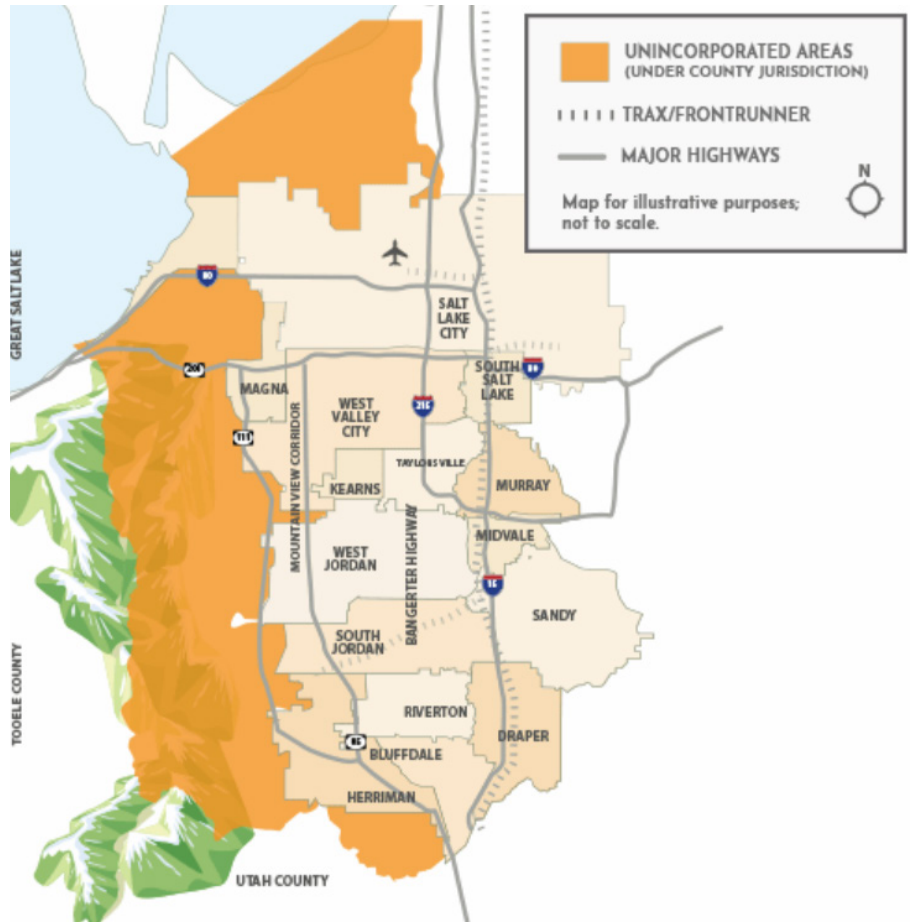 UNINCORPORATED AREAS
(UNDER COUNTY JURISDICTION)
TRAX/FRONTRUNNER
MAJOR HIGHWAYS
Map for illustrative purposes;
not to scale.
N
GREAT SALT LAKE
80
SALT
LAKE
CITY
201
SOUTH
SALT
LAKE
80
MAGNA
WEST
VALLEY
CITY
215
111
MOUNTAIN VIEW CORRIDOR
TAYLORSVILLE
KEARNS
MURRAY
BANGERTER HIGHWAY
MIDVALE
WEST
JORDAN
15
SANDY
SOUTH
JORDAN
TOOELE COUNTY
RIVERTON
DRAPER
85
BLUFFDALE
HERRIMAN
UTAH COUNTY